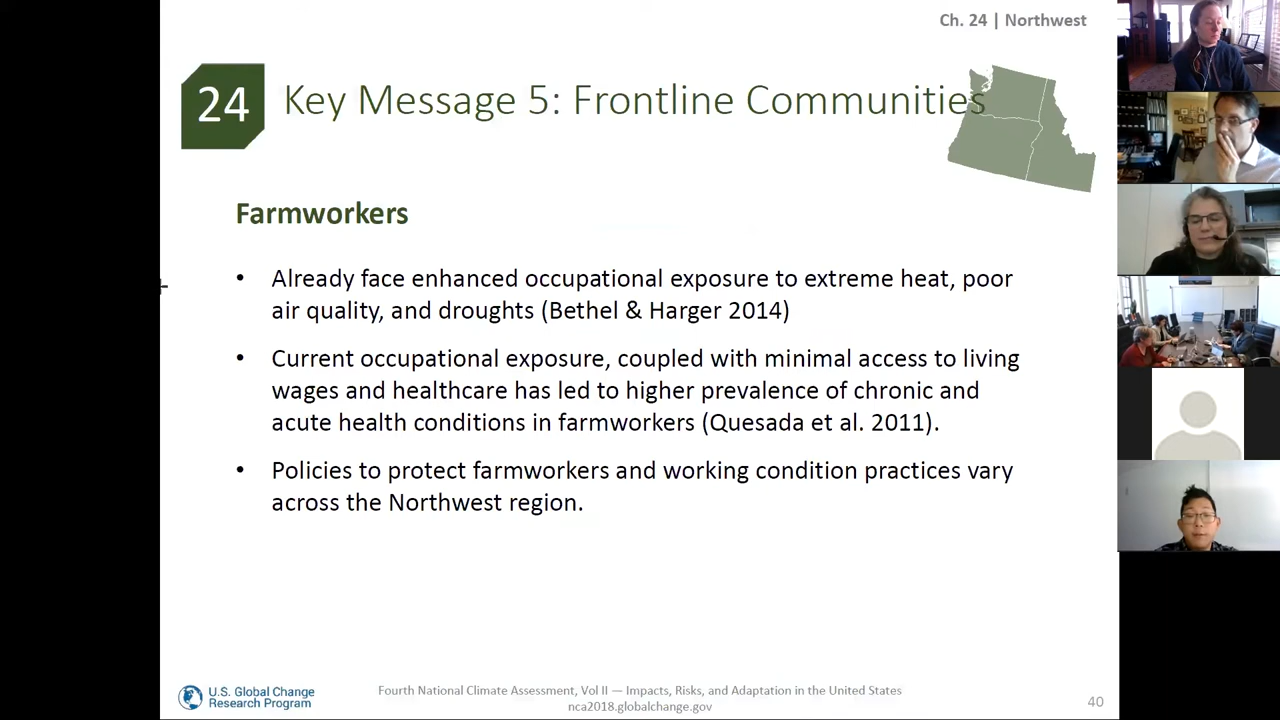 Ch. 24 | Northwest
24
Key Message 5: Frontline Communities
Farmworkers
• Already face enhanced occupational exposure to extreme heat, poor
air quality, and droughts (Bethel & Harger 2014)
• Current occupational exposure, coupled with minimal access to living
wages and healthcare has led to higher prevalence of chronic and
acute health conditions in farmworkers (Quesada et al. 2011).
• Policies to protect farmworkers and working condition practices vary
across the Northwest region.
U.S. Global Change
Research Program
Fourth National Climate Assessment, Vol II — Impacts, Risks, and Adaptation in the United States
nca2018.globalchange.gov
40